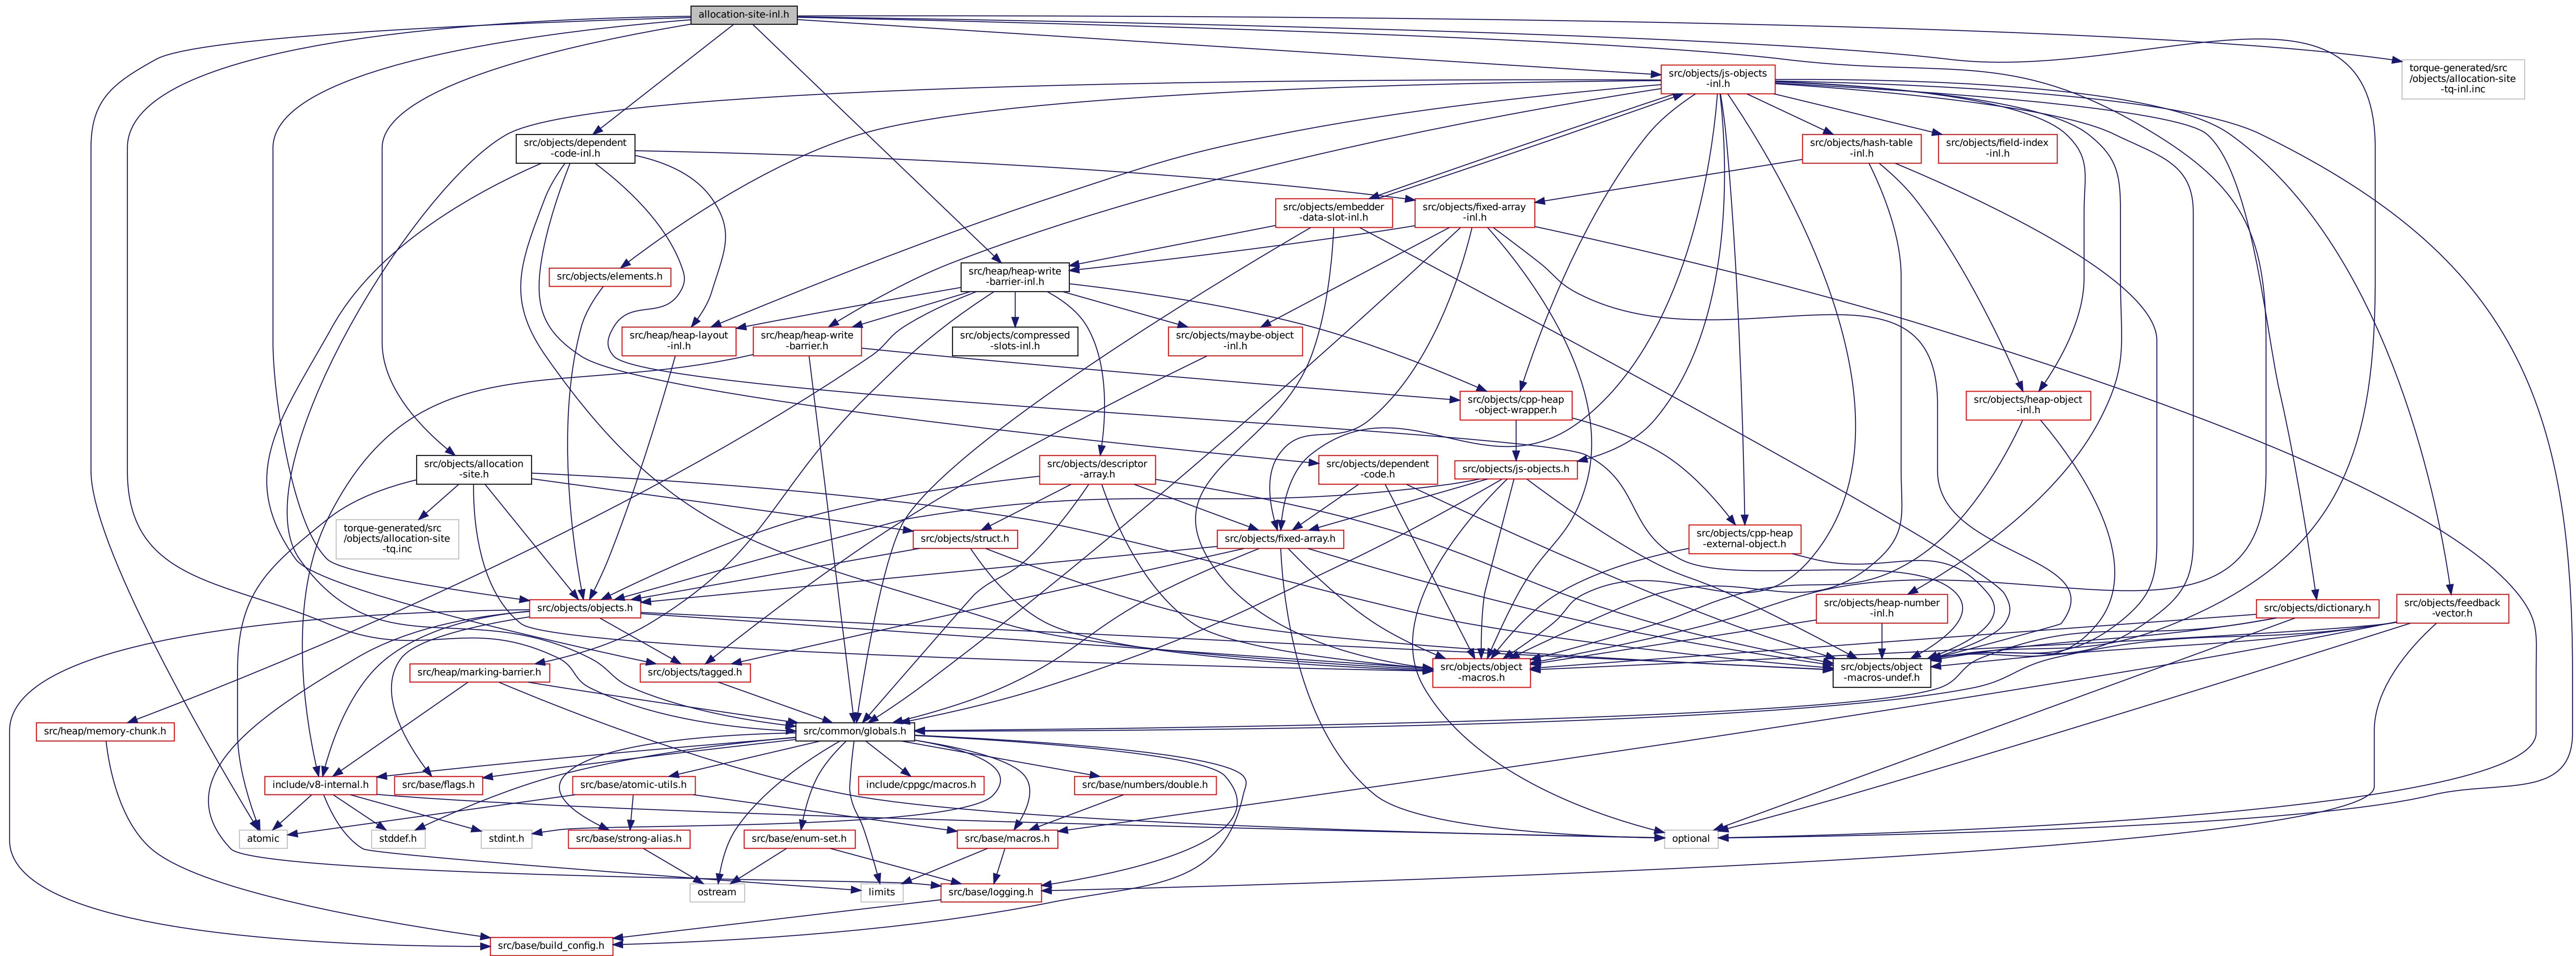 allocation-site-inl.h
src/objects/js-objects
-inl.h
torque-generated/src
/objects/allocation-site
-tq-inl.inc
src/objects/dependent
-code-inl.h
src/objects/hash-table
-inl.h
src/objects/field-index
-inl.h
src/objects/embedder
-data-slot-inl.h
src/objects/fixed-array
-inl.h
src/objects/elements.h
src/heap/heap-write
-barrier-inl.h
src/heap/heap-layout
-inl.h
src/heap/heap-write
-barrier.h
src/objects/compressed
-slots-inl.h
src/objects/maybe-object
-inl.h
src/objects/cpp-heap
-object-wrapper.h
src/objects/heap-object
-inl.h
src/objects/allocation
-site.h
src/objects/descriptor
-array.h
src/objects/dependent
-code.h
src/objects/js-objects.h
torque-generated/src
/objects/allocation-site
-tq.inc
src/objects/struct.h
src/objects/fixed-array.h
src/objects/cpp-heap
-external-object.h
src/objects/objects.h
src/objects/heap-number
-inl.h
src/objects/dictionary.h
src/objects/feedback
-vector.h
src/heap/marking-barrier.h
src/objects/tagged.h
src/objects/object
-macros.h
src/objects/object
-macros-undef.h
src/heap/memory-chunk.h
src/common/globals.h
include/v8-internal.h
src/base/flags.h
src/base/atomic-utils.h
include/cppgc/macros.h
src/base/numbers/double.h
atomic
stddef.h
stdint.h
src/base/strong-alias.h
src/base/enum-set.h
src/base/macros.h
optional
ostream
limits
src/base/logging.h
src/base/build_config.h